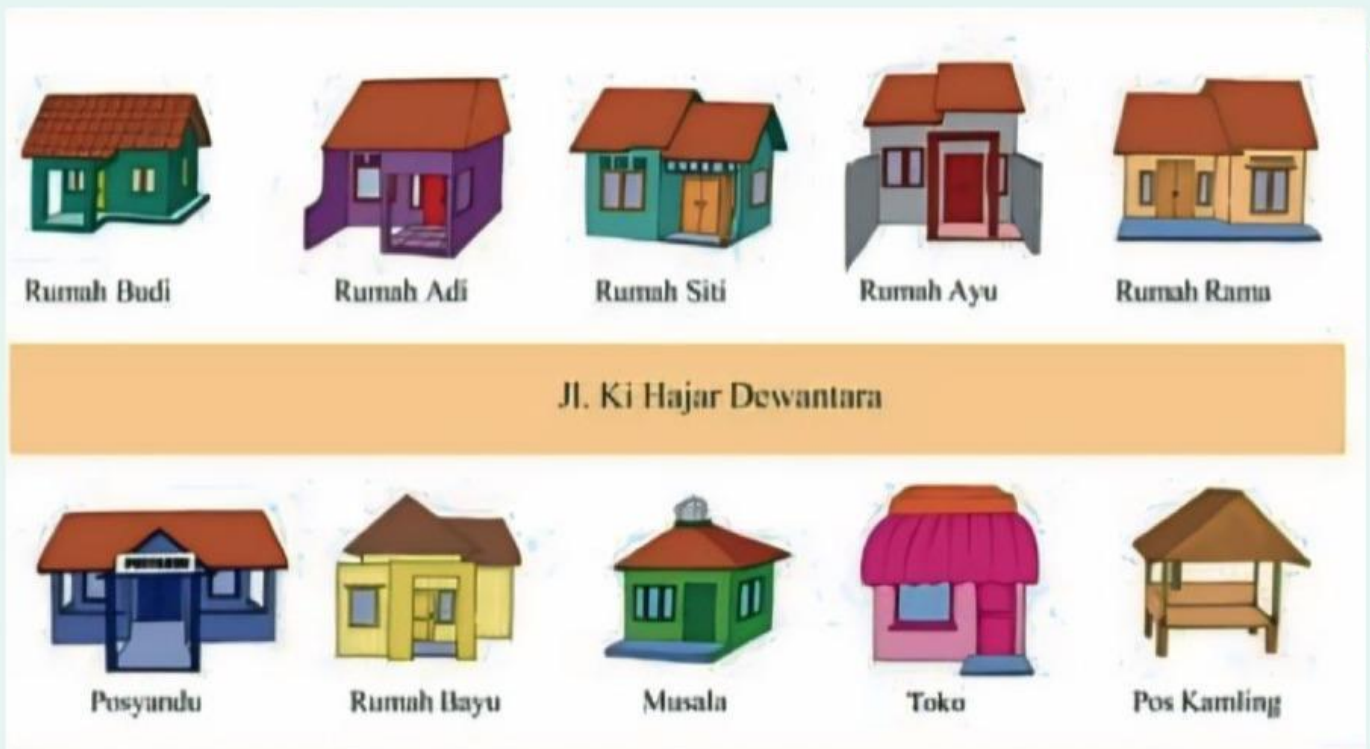 Rumah Budi
Rumah Adi
Rumah Siti
Rumah Ayu
Rumah Rama
Jl. Ki Hajar Dewantara
POSYANDU
Posyandu
Rumah Bayu
Musala
Toko
Pos Kamling